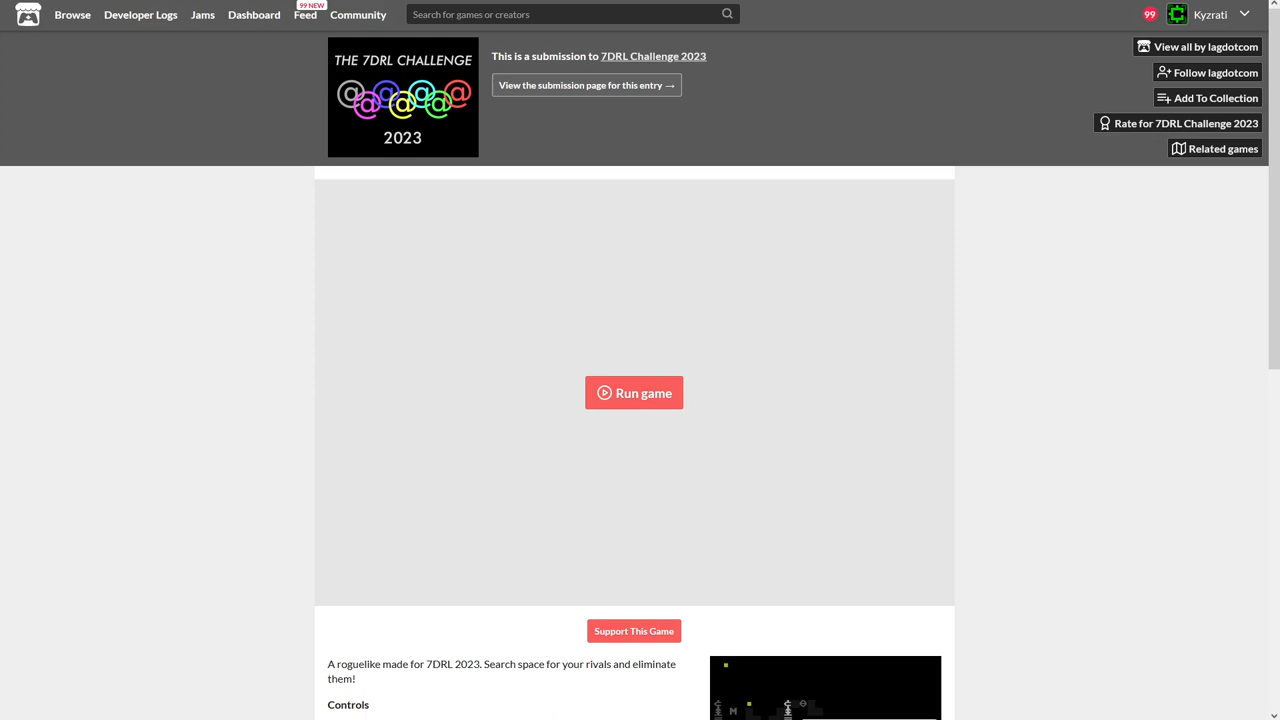 99 NEW
Browse Developer Logs Jams Dashboard Feed Community Search for games or creators 99 Kyzrati
THE 7DRL CHALLENGE
@@@@@@@
2023
This is a submission to 7DRL Challenge 2023
View the submission page for this entry →
View all by lagdotcom
Follow lagdotcom
Add To Collection
Rate for 7DRL Challenge 2023
Related games
Run game
Support This Game
A roguelike made for 7DRL 2023. Search space for your rivals and eliminate
them!
Controls